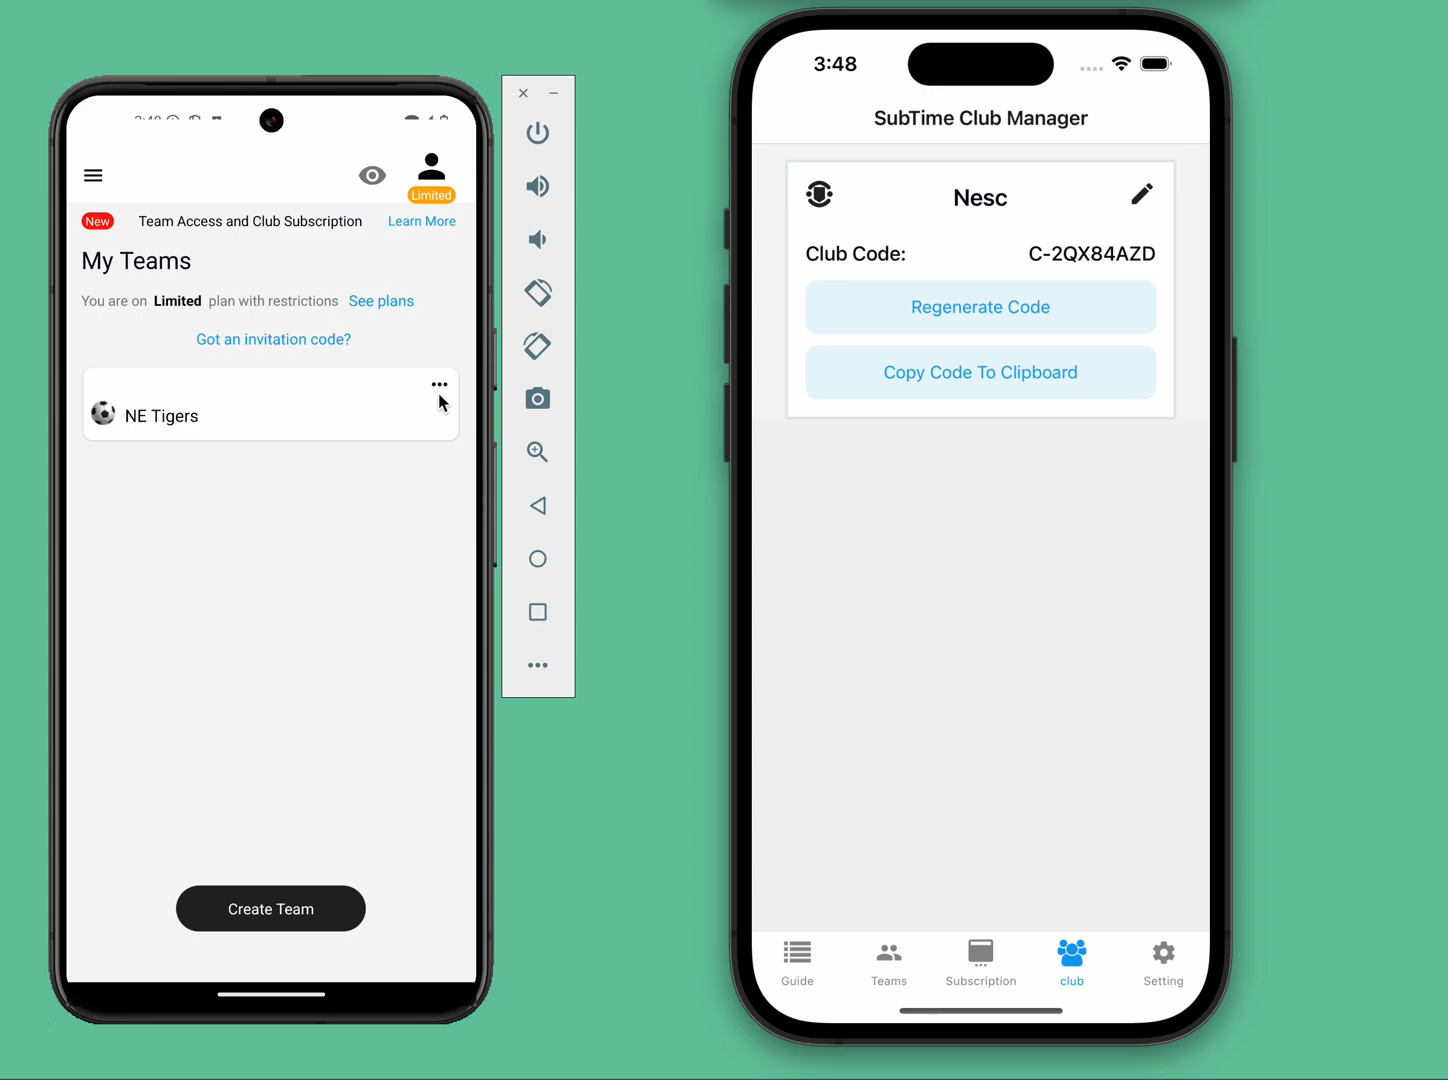 Limited
New Team Access and Club Subscription Learn More
My Teams
You are on Limited plan with restrictions See plans
Got an invitation code?
NE Tigers
Create Team
3:48
SubTime Club Manager
Nesc
Club Code: C-2QX84AZD
Regenerate Code
Copy Code To Clipboard
Guide Teams Subscription club Setting